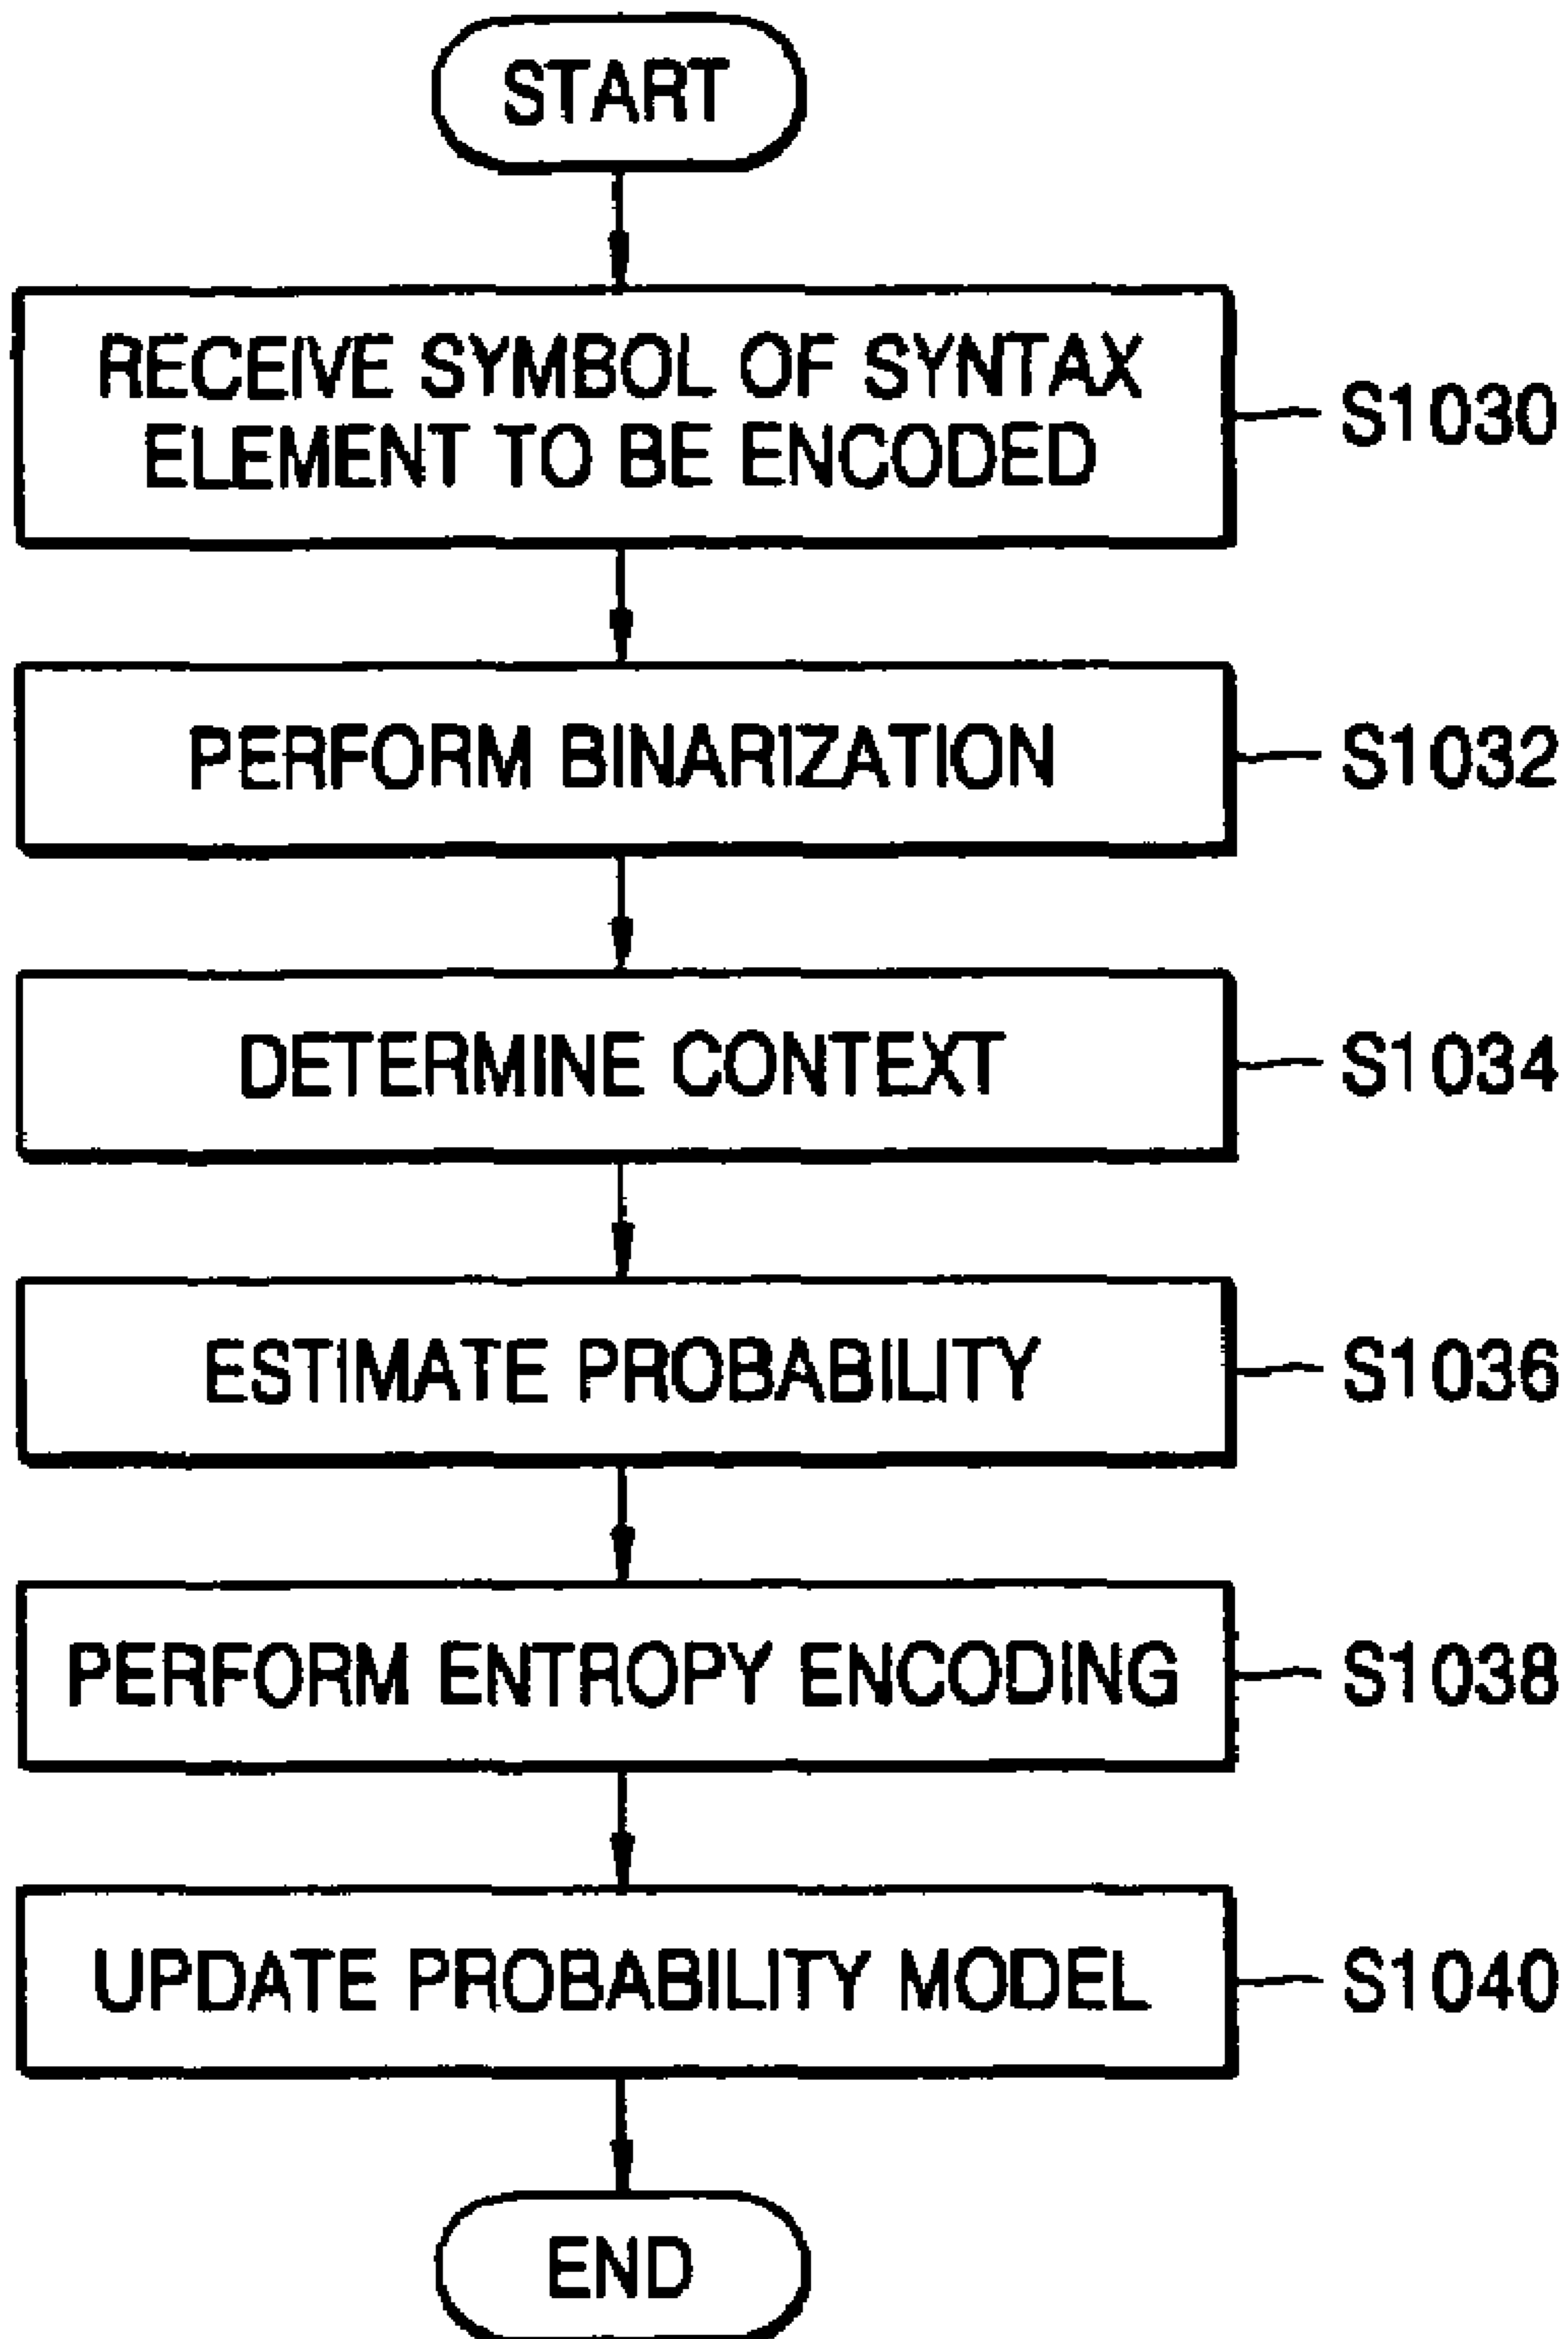 START
RECEIVE SYMBOL OF SYNTAX
ELEMENT TO BE ENCODED
S1030
PERFORM BINARIZATION
S1032
DETERMINE CONTEXT
S1034
ESTIMATE PROBABILITY
S1036
PERFORM ENTROPY ENCODING
S1038
UPDATE PROBABILITY MODEL
S1040
END